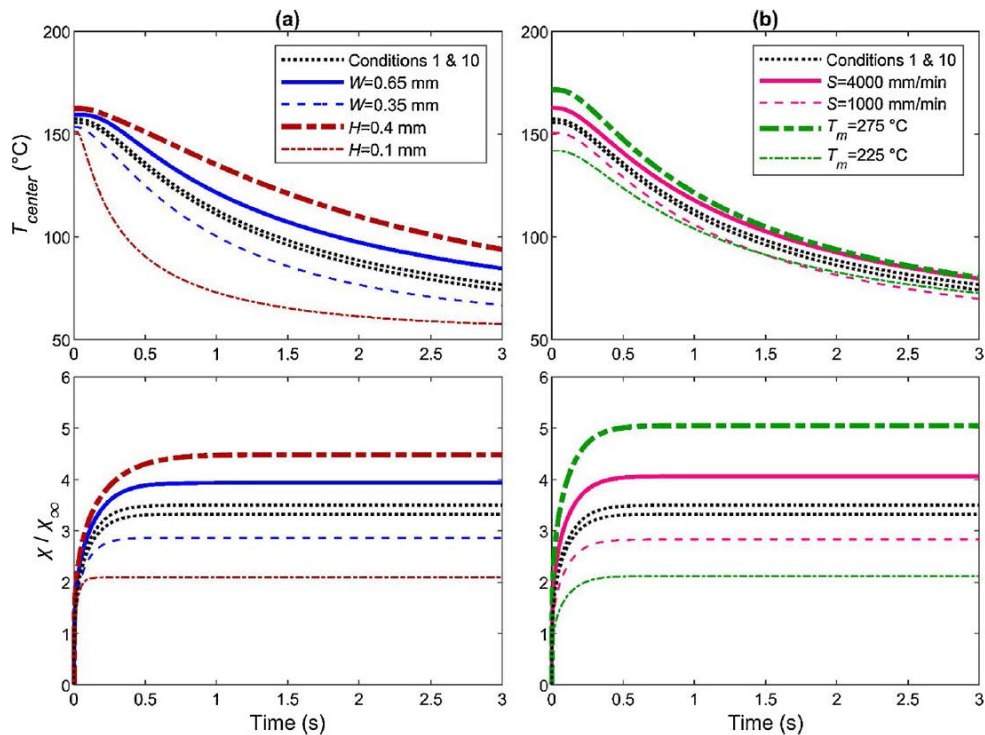 (a)
200
150
100
50
T_center (°C)
0 0.5 1 1.5 2 2.5 3
Conditions 1 & 10
W=0.65 mm
W=0.35 mm
H=0.4 mm
H=0.1 mm
(b)
200
150
100
50
0 0.5 1 1.5 2 2.5 3
Conditions 1 & 10
S=4000 mm/min
S=1000 mm/min
T_m=275 °C
T_m=225 °C
6
5
4
3
2
1
0
χ / χ_∞
0 0.5 1 1.5 2 2.5 3
Time (s)
6
5
4
3
2
1
0
0 0.5 1 1.5 2 2.5 3
Time (s)